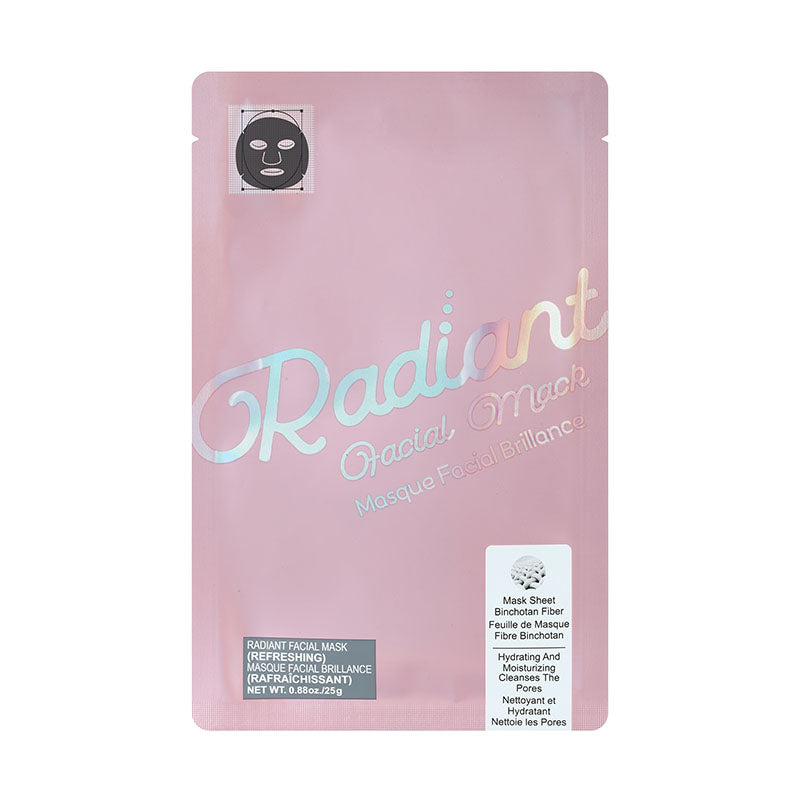 Radiant
Facial Mack
Masque Facial Brillance
RADIANT FACIAL MASK
(REFRESHING)
MASQUE FACIAL BRILLANCE
(RAFRAÎCHISSANT)
NET WT. 0.88oz./25g
Mask Sheet
Binchotan Fiber
Feuille de Masque
Fibre Binchotan
Hydrating And
Moisturizing
Cleanses The
Pores
Nettoyant et
Hydratant
Nettoie les Pores